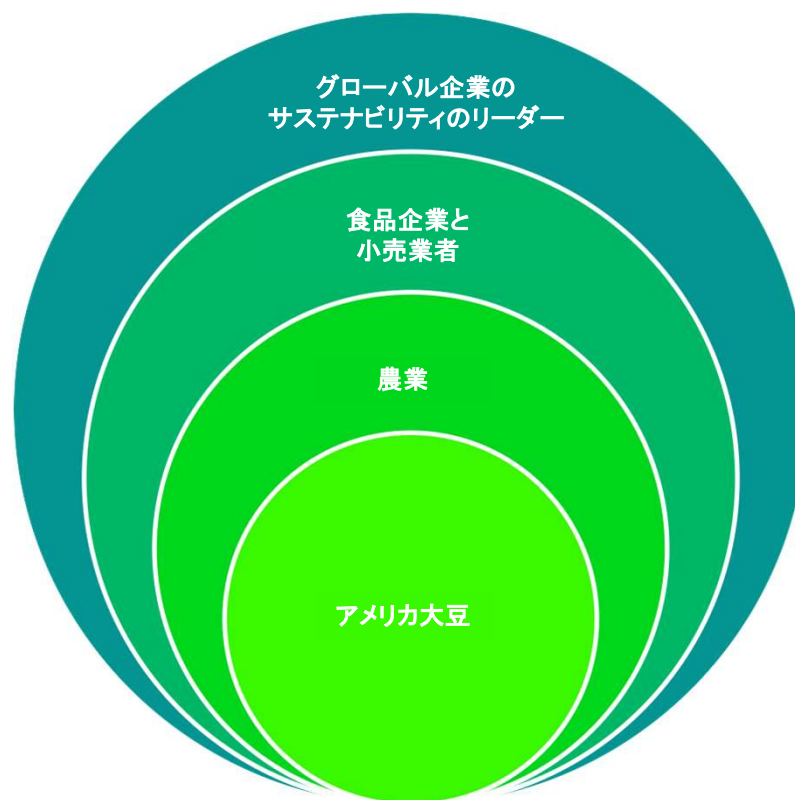 グローバル企業の
サステナビリティのリーダー
食品企業と
小売業者
農業
アメリカ大豆